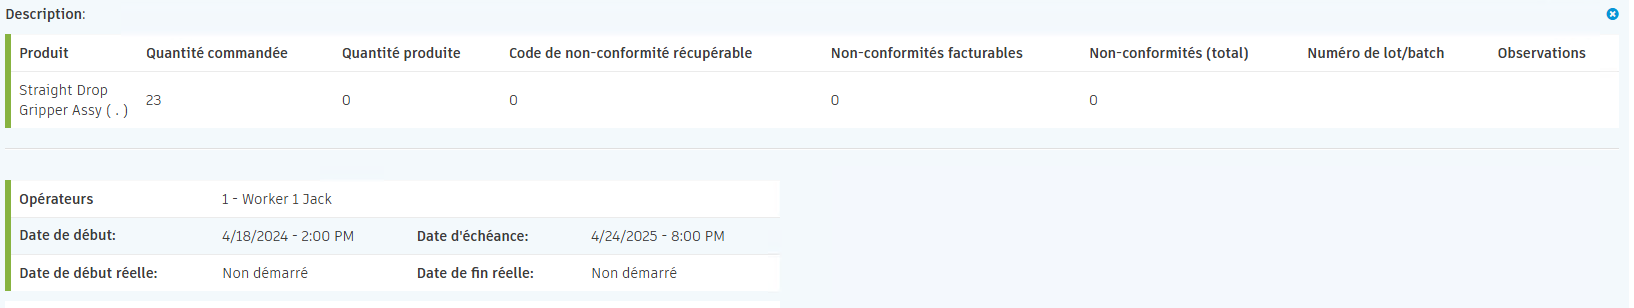 Description:
Produit Quantité commandée Quantité produite Code de non-conformité récupérable Non-conformités facturables Non-conformités (total) Numéro de lot/batch Observations
Straight Drop
Gripper Assy ( . ) 23 0 0 0 0
Opérateurs 1 - Worker 1 Jack
Date de début: 4/18/2024 - 2:00 PM Date d'échéance: 4/24/2025 - 8:00 PM
Date de début réelle: Non démarré Date de fin réelle: Non démarré